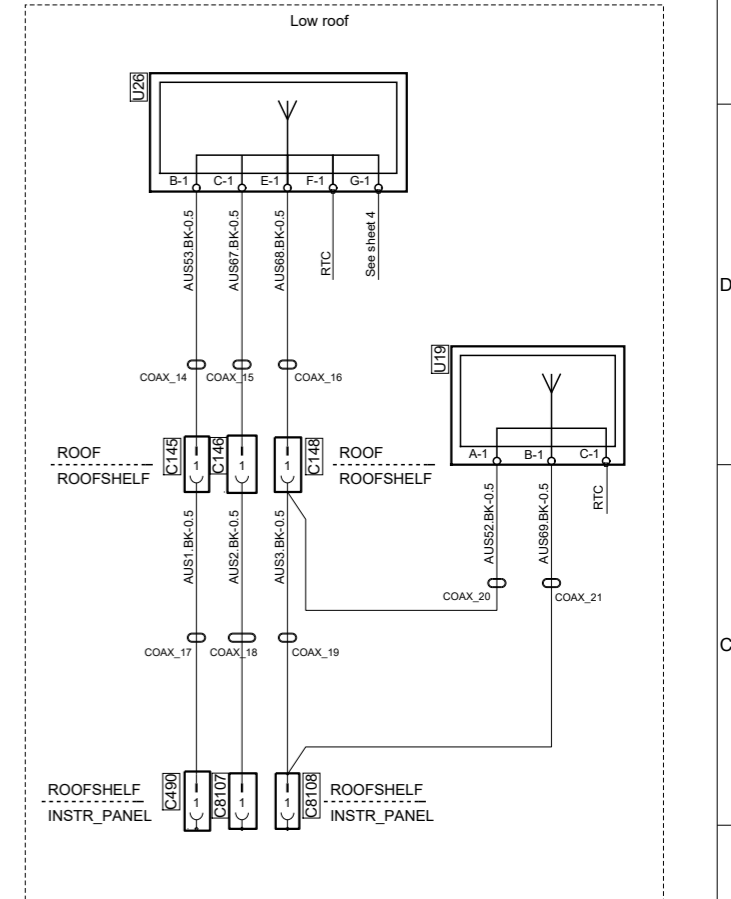 Low roof
U26
B-1 C-1 E-1 F-1 G-1
AUS53.BK-0.5
AUS67.BK-0.5
AUS68.BK-0.5
RTC
See sheet 4
D
U19
COAX_14 COAX_15 COAX_16
A-1 B-1 C-1
ROOF
ROOFSHELF
C145
1
C146
1
1
C148
ROOF
ROOFSHELF
AUS1.BK-0.5
AUS2.BK-0.5
AUS3.BK-0.5
AUS52.BK-0.5
AUS69.BK-0.5
RTC
COAX_20 COAX_21
COAX_17 COAX_18 COAX_19
C
ROOFSHELF
INSTR_PANEL
C490
1
C8107
1
1
C8108
ROOFSHELF
INSTR_PANEL